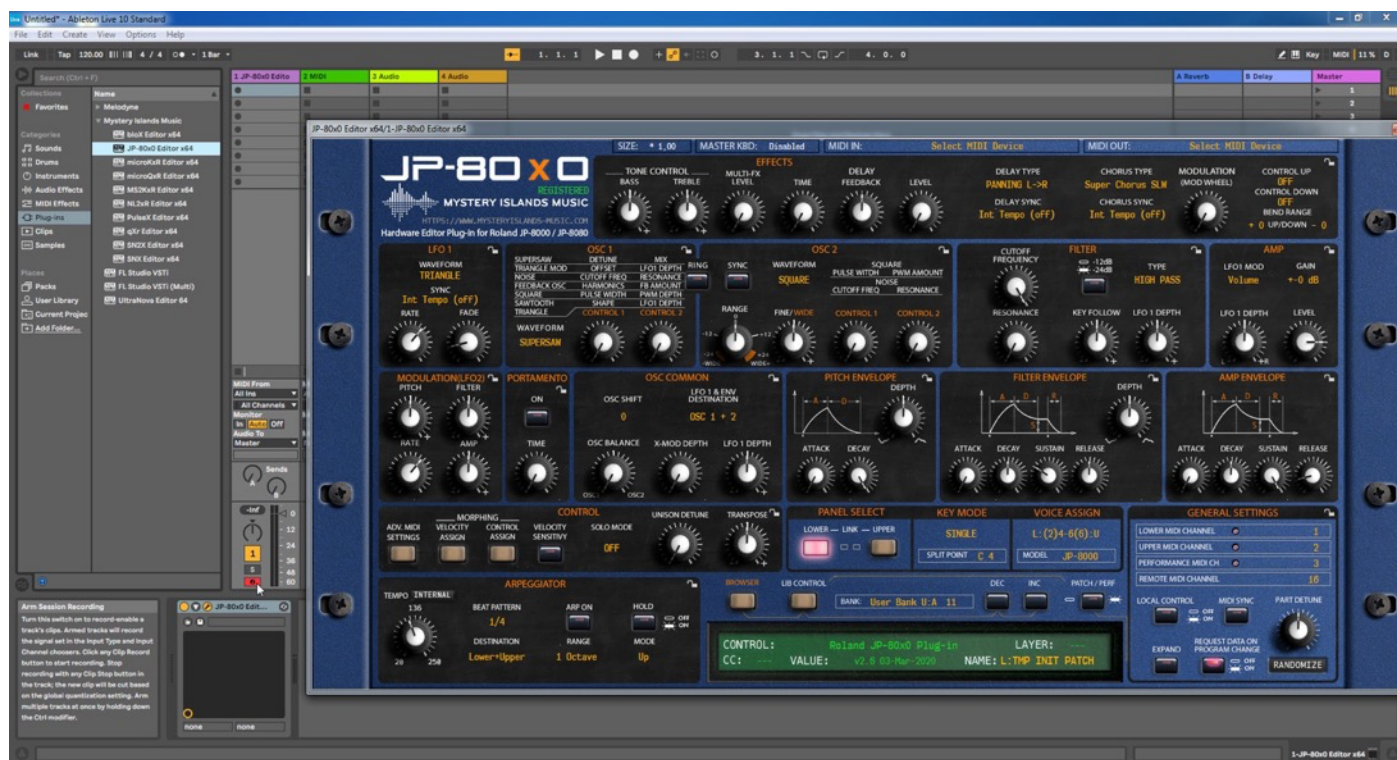 Untitled* - Ableton Live 10 Standard
File Edit Create View Options Help
Link Tap 120.00 4 / 4 1 Bar
1. 1. 1
3. 1. 1 4. 0. 0
Key MIDI 11 % D
Search (Ctrl + F)
Collections
Favorites
Categories
Sounds
Drums
Instruments
Audio Effects
MIDI Effects
Plug-ins
Clips
Samples
Places
Packs
User Library
Current Projec
Add Folder...
Name
Melodyne
Mystery Islands Music
bloX Editor x64
JP-80x0 Editor x64
microKxR Editor x64
microQxR Editor x64
MS2KxR Editor x64
NL2xR Editor x64
PulseX Editor x64
qXr Editor x64
SN2X Editor x64
SNX Editor x64
FL Studio VSTi
FL Studio VSTi (Multi)
UltraNova Editor 64
1 JP-80x0 Edito
2 MIDI
3 Audio
4 Audio
A Reverb
B Delay
Master
1
2
3
MIDI From
All Ins
All Channels
Monitor
In Auto Off
Audio To
Master
Sends
A
B
-Inf
0
12
24
36
48
60
1
S
JP-80x0 Editor x64/1-JP-80x0 Editor x64
SIZE: * 1,00
MASTER KBD: Disabled
MIDI IN: Select MIDI Device
MIDI OUT: Select MIDI Device
JP-80x0
REGISTERED
MYSTERY ISLANDS MUSIC
HTTPS://WWW.MYSTERYISLANDS-MUSIC.COM
Hardware Editor Plug-in for Roland JP-8000 / JP-8080
EFFECTS
TONE CONTROL
BASS TREBLE
MULTI-FX
LEVEL
DELAY
TIME FEEDBACK LEVEL
DELAY TYPE
PANNING L->R
DELAY SYNC
Int Tempo (off)
CHORUS TYPE
Super Chorus SLW
CHORUS SYNC
Int Tempo (off)
MODULATION
(MOD WHEEL)
CONTROL UP
OFF
CONTROL DOWN
OFF
BEND RANGE
+ 0 UP/DOWN - 0
LFO 1
WAVEFORM
TRIANGLE
SYNC
Int Tempo (off)
RATE FADE
OSC 1
SUPERSAW DETUNE MIX
TRIANGLE MOD OFFSET LFO1 DEPTH
NOISE CUTOFF FREQ RESONANCE
FEEDBACK OSC HARMONICS FB AMOUNT
SQUARE PULSE WIDTH PWM DEPTH
SAWTOOTH SHAPE LFO1 DEPTH
TRIANGLE CONTROL 1 CONTROL 2
WAVEFORM
SUPERSAW
OSC 2
RING SYNC
WAVEFORM
SQUARE
SQUARE
PULSE WITDH PWM AMOUNT
NOISE
CUTOFF FREQ RESONANCE
RANGE
FINE/WIDE
CONTROL 1 CONTROL 2
-12 +12
-24 +24
-WIDE WIDE+
FILTER
CUTOFF
FREQUENCY
-12dB
-24dB
TYPE
HIGH PASS
RESONANCE KEY FOLLOW LFO 1 DEPTH
AMP
LFO1 MOD
Volume
GAIN
+-0 dB
LFO 1 DEPTH LEVEL
L+R
MODULATION(LFO2)
PITCH FILTER
RATE AMP
PORTAMENTO
ON
TIME
OSC COMMON
OSC SHIFT
0
LFO 1 & ENV
DESTINATION
OSC 1 + 2
OSC BALANCE X-MOD DEPTH LFO 1 DEPTH
OSC1 OSC2
PITCH ENVELOPE
A D
DEPTH
ATTACK DECAY
FILTER ENVELOPE
A D R
S
DEPTH
ATTACK DECAY SUSTAIN RELEASE
AMP ENVELOPE
A D R
S
ATTACK DECAY SUSTAIN RELEASE
CONTROL
ADV. MIDI
SETTINGS
MORPHING
VELOCITY
ASSIGN
CONTROL
ASSIGN
VELOCITY
SENSITIVY
SOLO MODE
OFF
UNISON DETUNE
TRANSPOSE
PANEL SELECT
LOWER — LINK — UPPER
KEY MODE
SINGLE
SPLIT POINT C 4
VOICE ASSIGN
L:(2)4-6(6):U
MODEL JP-8000
GENERAL SETTINGS
LOWER MIDI CHANNEL 1
UPPER MIDI CHANNEL 2
PERFORMANCE MIDI CH 3
REMOTE MIDI CHANNEL 16
LOCAL CONTROL
OFF
ON
MIDI SYNC
OFF
ON
PART DETUNE
EXPAND
REQUEST DATA ON
PROGRAM CHANGE
OFF
ON
RANDOMIZE
ARPEGGIATOR
TEMPO INTERNAL
136
20 250
BEAT PATTERN
1/4
ARP ON
HOLD
OFF
ON
DESTINATION
Lower+Upper
RANGE
1 Octave
MODE
Up
BROWSER
LIB CONTROL
DEC INC
PATCH / PERF
BANK: User Bank U:A 11
CONTROL: Roland JP-80x0 Plug-in LAYER: ---
CC: --- VALUE: v2.6 03-Mar-2020 NAME: L:TMP INIT PATCH
Arm Session Recording
Turn this switch on to record-enable a
track's clips. Armed tracks will record
the signal set in the Input Type and Input
Channel choosers. Click any Clip Record
button to start recording. Stop
recording with any Clip Stop button in
the track; the new clip will be cut based
on the global quantization setting. Arm
multiple tracks at once by holding down
the Ctrl modifier.
JP-80x0 Edit...
none none
1-JP-80x0 Editor x64